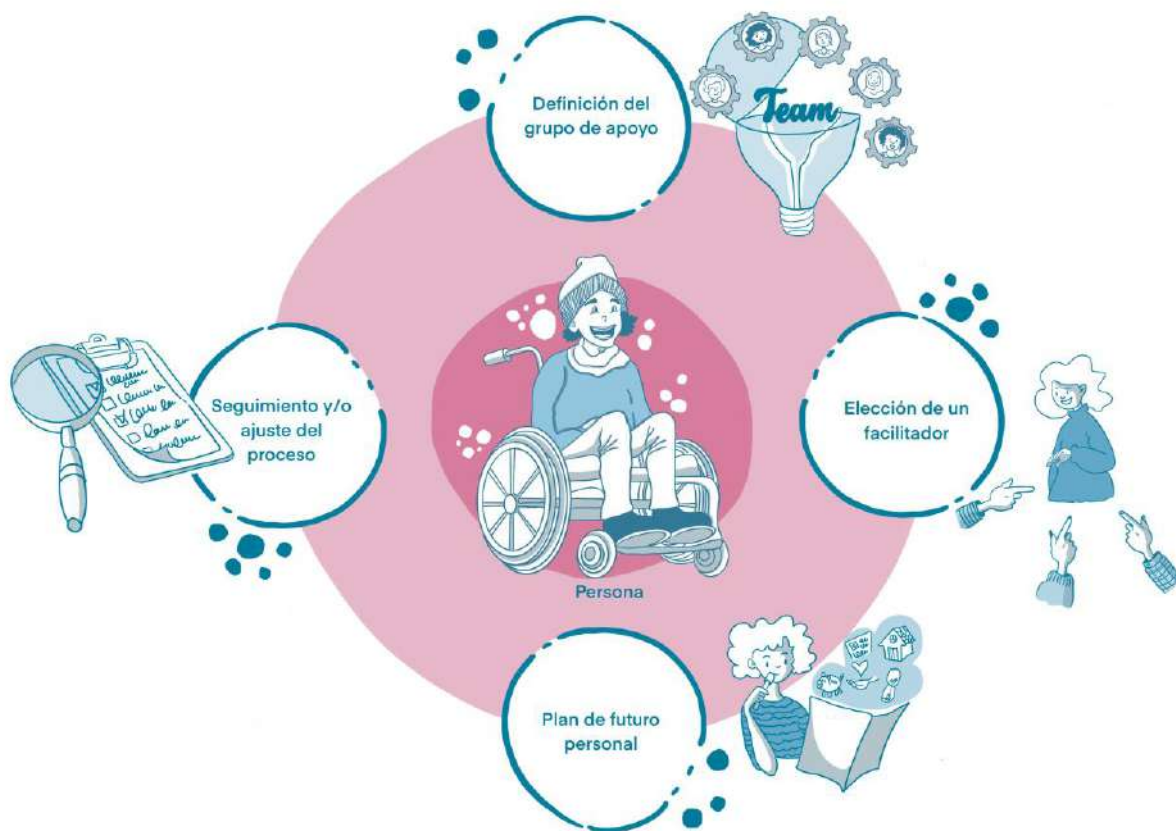 Definición del
grupo de apoyo
Team
Elección de un
facilitador
Persona
Plan de futuro
personal
Seguimiento y/o
ajuste del
proceso